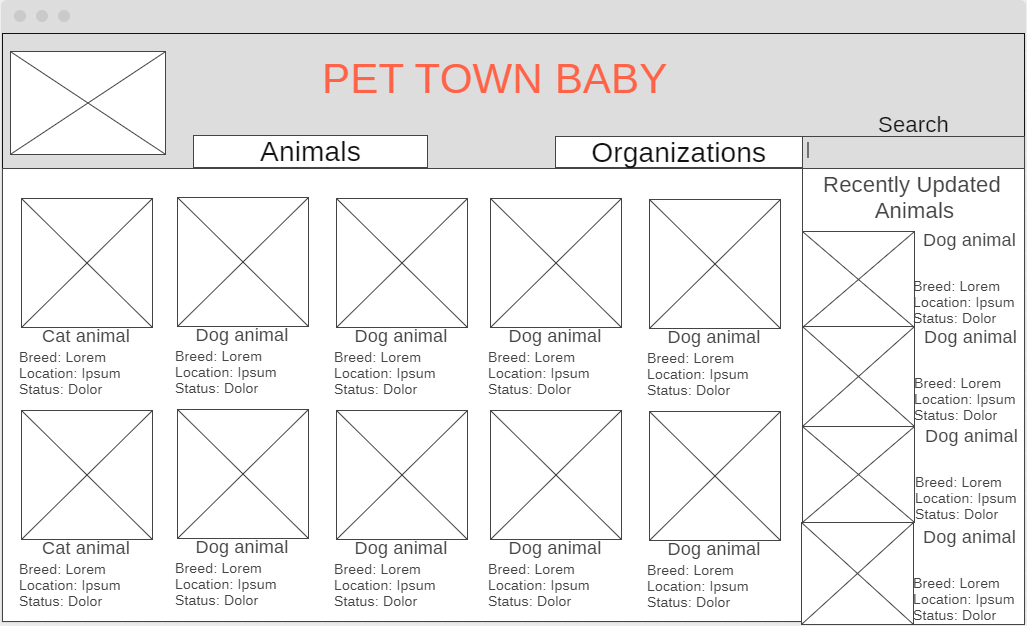 PET TOWN BABY
Search
Animals
Organizations
Cat animal
Breed: Lorem
Location: Ipsum
Status: Dolor
Dog animal
Breed: Lorem
Location: Ipsum
Status: Dolor
Dog animal
Breed: Lorem
Location: Ipsum
Status: Dolor
Dog animal
Breed: Lorem
Location: Ipsum
Status: Dolor
Dog animal
Breed: Lorem
Location: Ipsum
Status: Dolor
Cat animal
Breed: Lorem
Location: Ipsum
Status: Dolor
Dog animal
Breed: Lorem
Location: Ipsum
Status: Dolor
Dog animal
Breed: Lorem
Location: Ipsum
Status: Dolor
Dog animal
Breed: Lorem
Location: Ipsum
Status: Dolor
Dog animal
Breed: Lorem
Location: Ipsum
Status: Dolor
Recently Updated
Animals
Dog animal
Breed: Lorem
Location: Ipsum
Status: Dolor
Dog animal
Breed: Lorem
Location: Ipsum
Status: Dolor
Dog animal
Breed: Lorem
Location: Ipsum
Status: Dolor
Dog animal
Breed: Lorem
Location: Ipsum
Status: Dolor